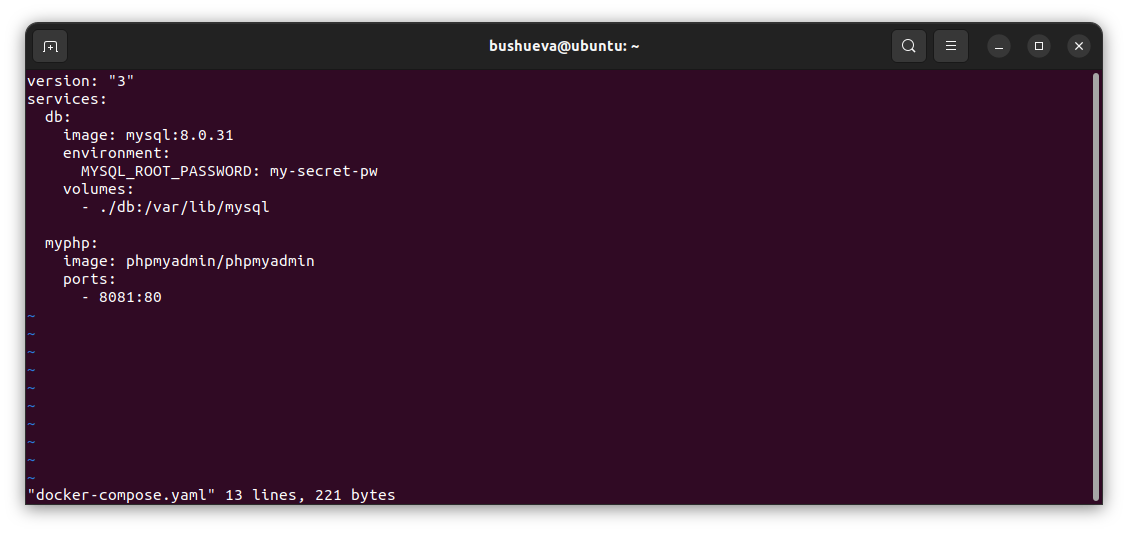 bushueva@ubuntu: ~
version: "3"
services:
  db:
    image: mysql:8.0.31
    environment:
      MYSQL_ROOT_PASSWORD: my-secret-pw
    volumes:
      - ./db:/var/lib/mysql

  myphp:
    image: phpmyadmin/phpmyadmin
    ports:
      - 8081:80
~
~
~
~
~
~
~
~
~
~
"docker-compose.yaml" 13 lines, 221 bytes